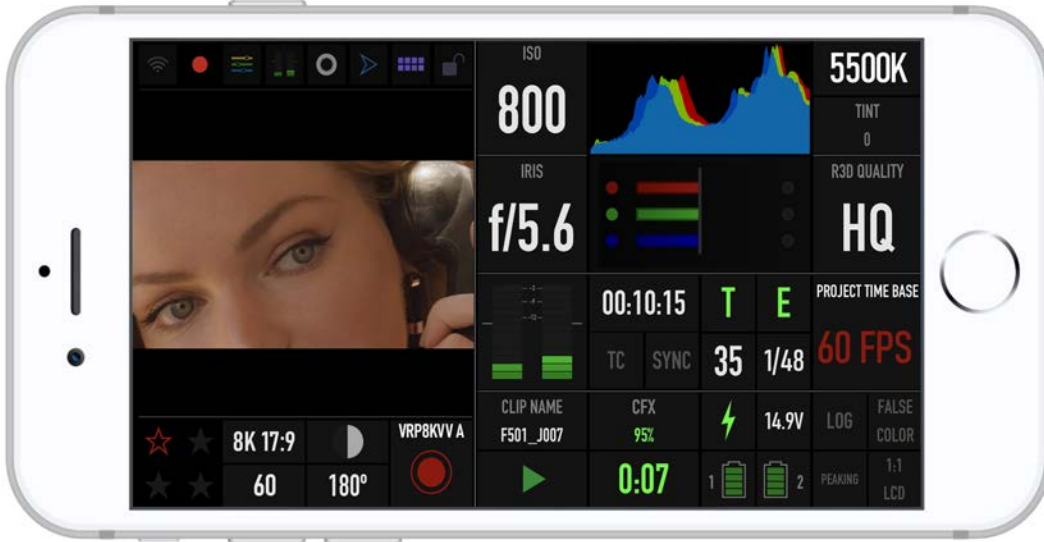 ISO
800
5500K
TINT
0
IRIS
f/5.6
R3D QUALITY
HQ
00:10:15
T
E
PROJECT TIME BASE
60 FPS
TC
SYNC
35
1/48
CLIP NAME
F501_J007
CFX
95%
14.9V
LOG
FALSE
COLOR
8K 17:9
VRP8KVV A
60
180º
0:07
1
2
PEAKING
1:1
LCD